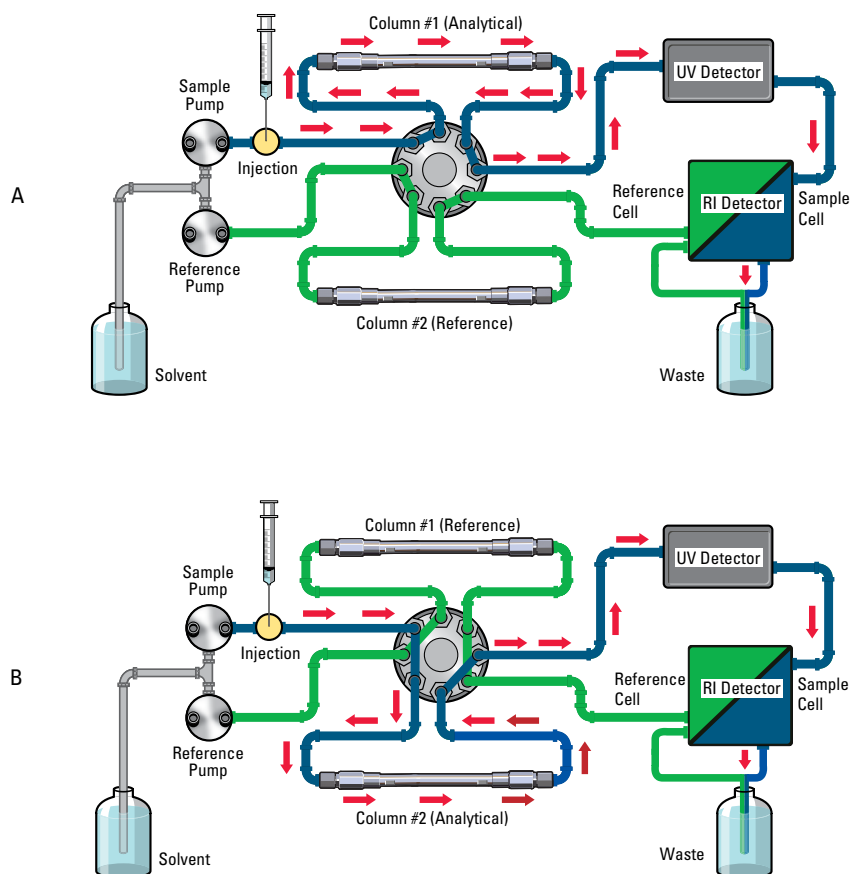 Column #1 (Analytical)
UV Detector
Sample
Pump
Injection
A
Reference
Cell
RI Detector
Sample
Cell
Reference
Pump
Column #2 (Reference)
Solvent
Waste
Column #1 (Reference)
UV Detector
Sample
Pump
Injection
B
Reference
Cell
RI Detector
Sample
Cell
Reference
Pump
Column #2 (Analytical)
Solvent
Waste